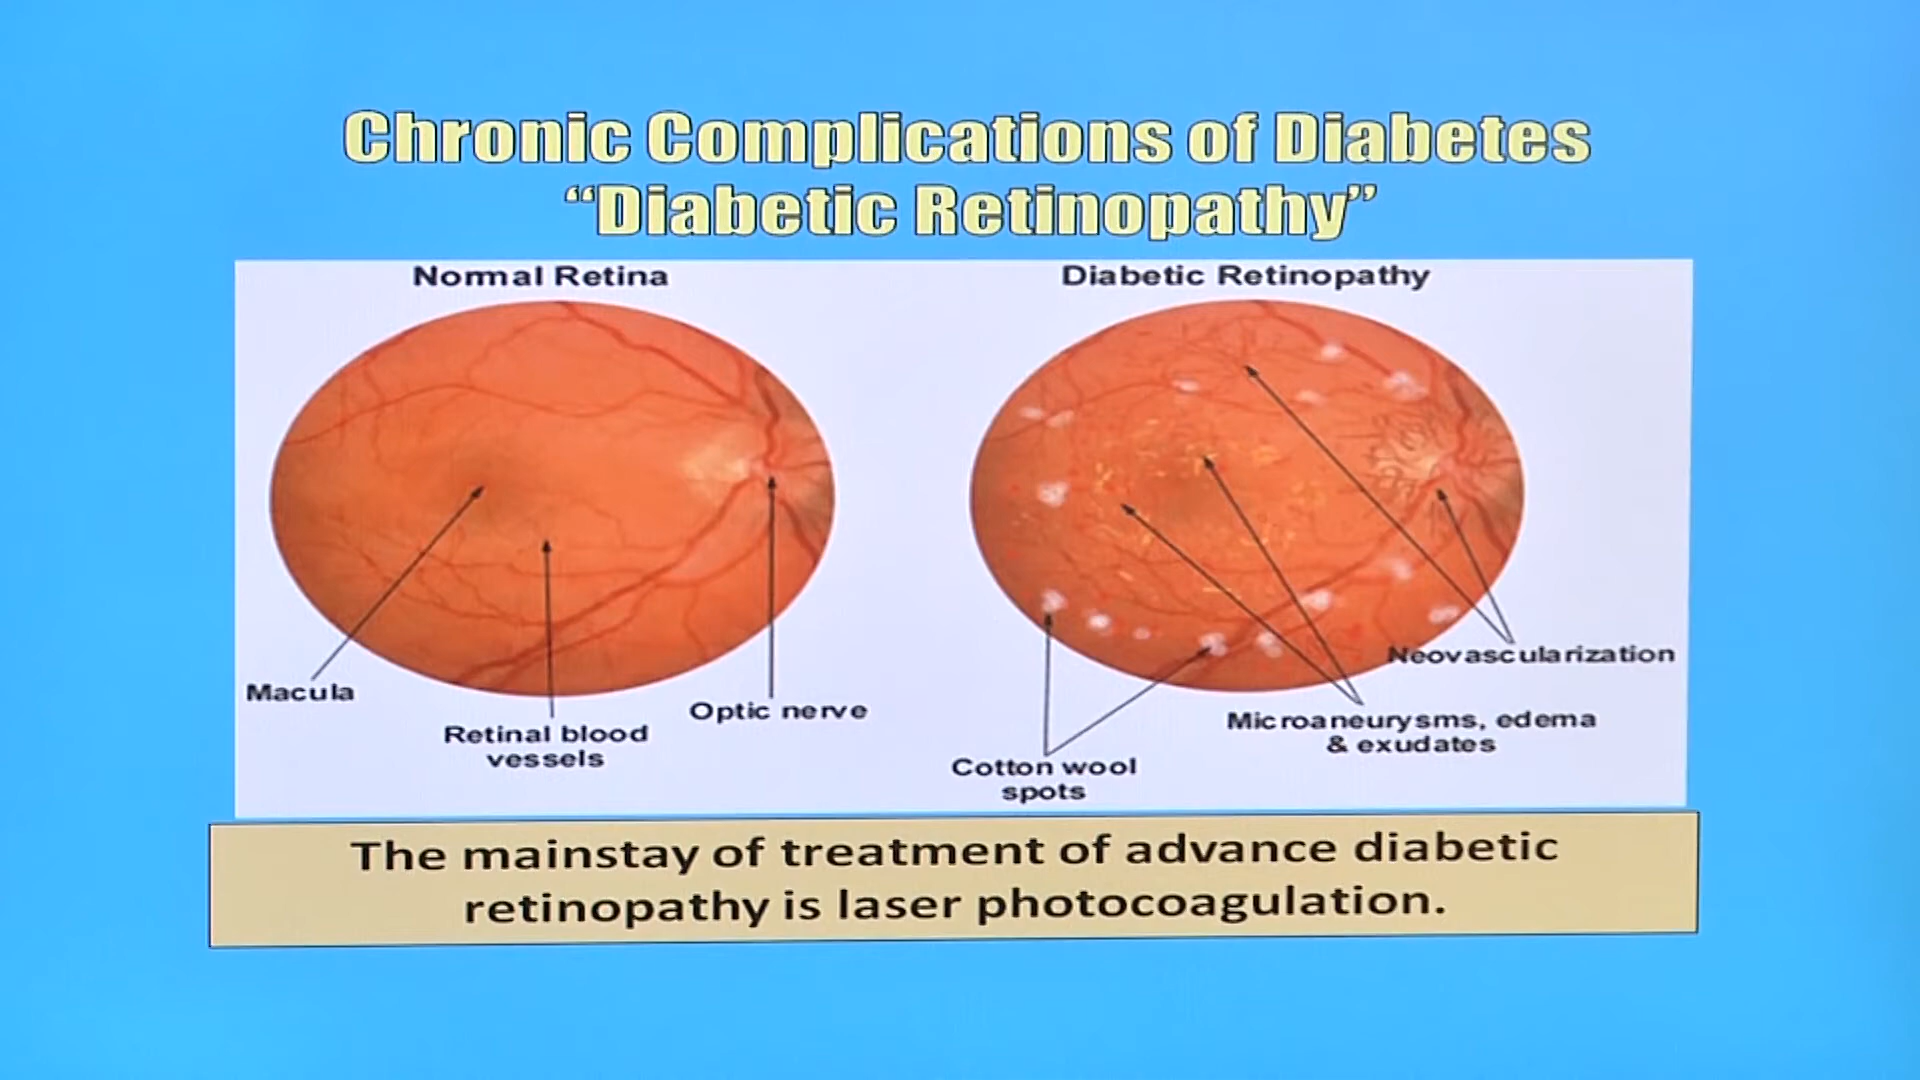 Chronic Complications of Diabetes
“Diabetic Retinopathy”
Normal Retina
Macula
Retinal blood
vessels
Optic nerve
Diabetic Retinopathy
Neovascularization
Microaneurysms, edema
& exudates
Cotton wool
spots
The mainstay of treatment of advance diabetic
retinopathy is laser photocoagulation.